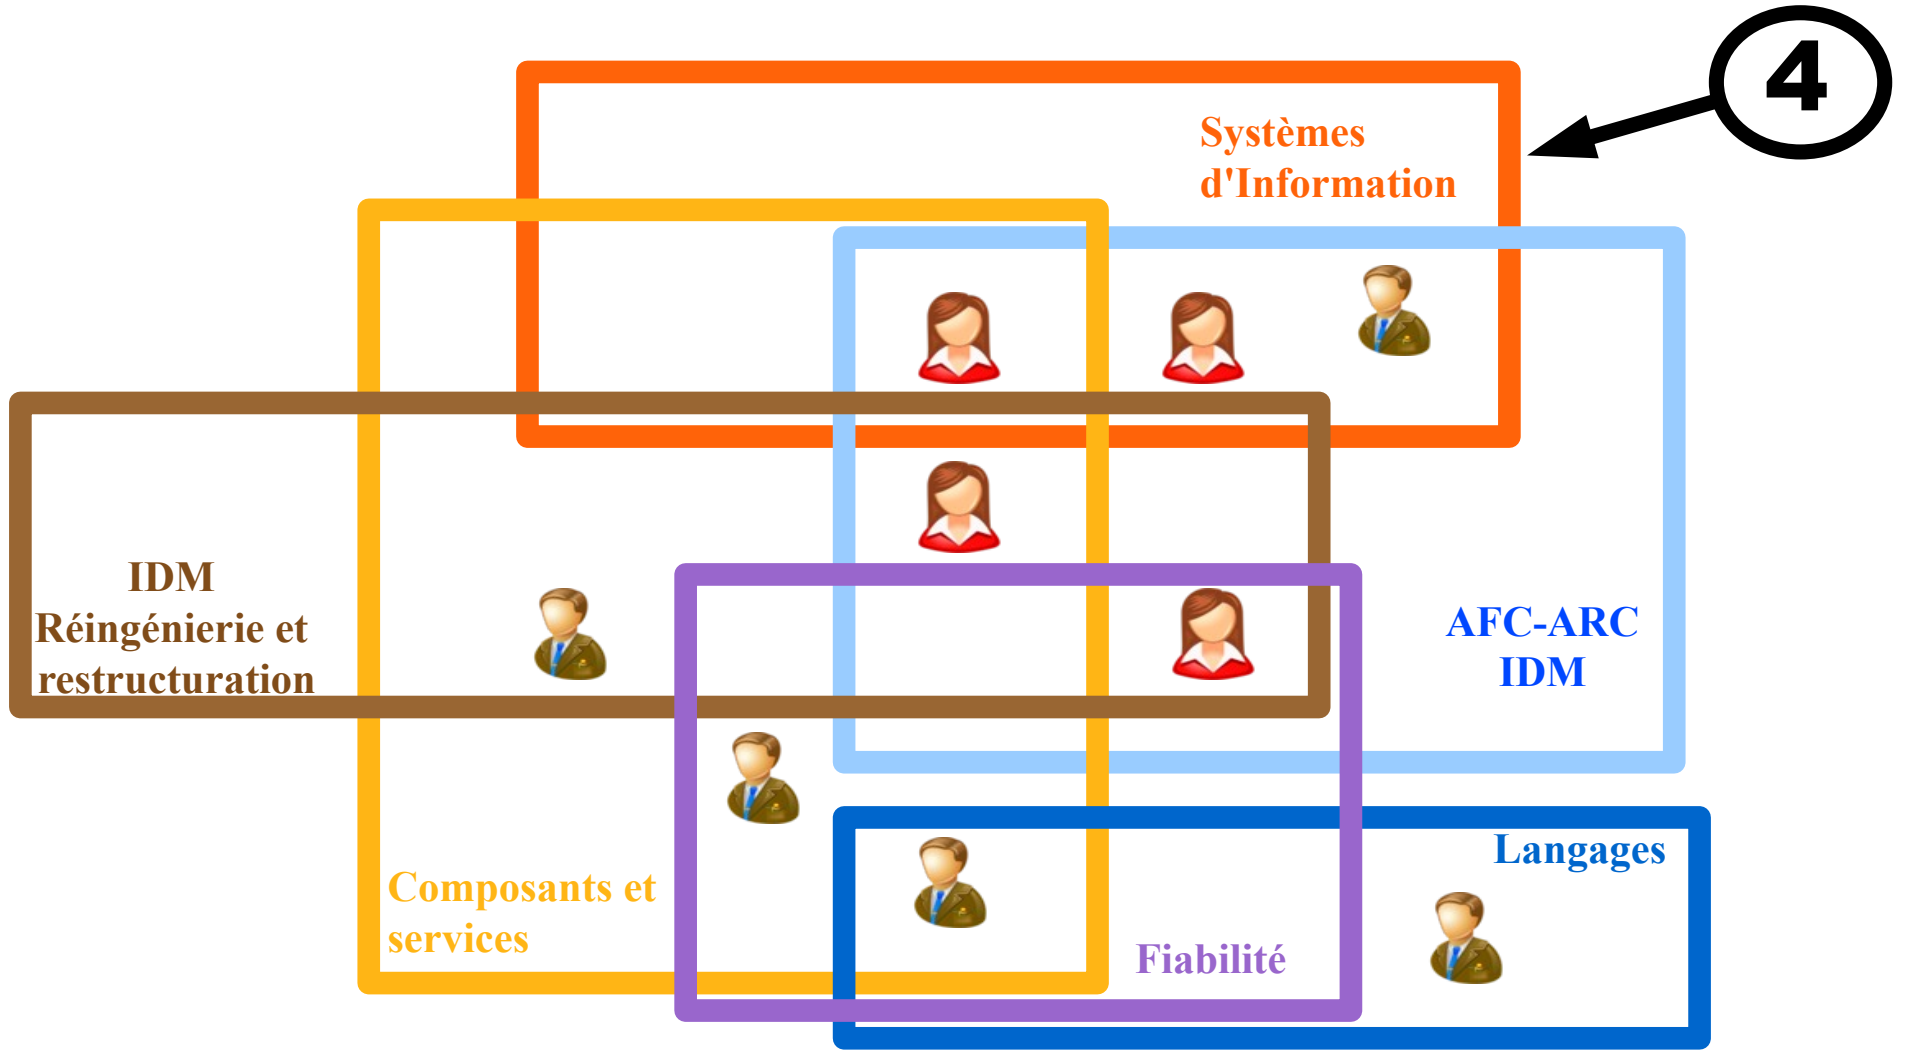 4
Systèmes
d'Information
IDM
Réingénierie et
restructuration
AFC-ARC
IDM
Langages
Composants et
services
Fiabilité